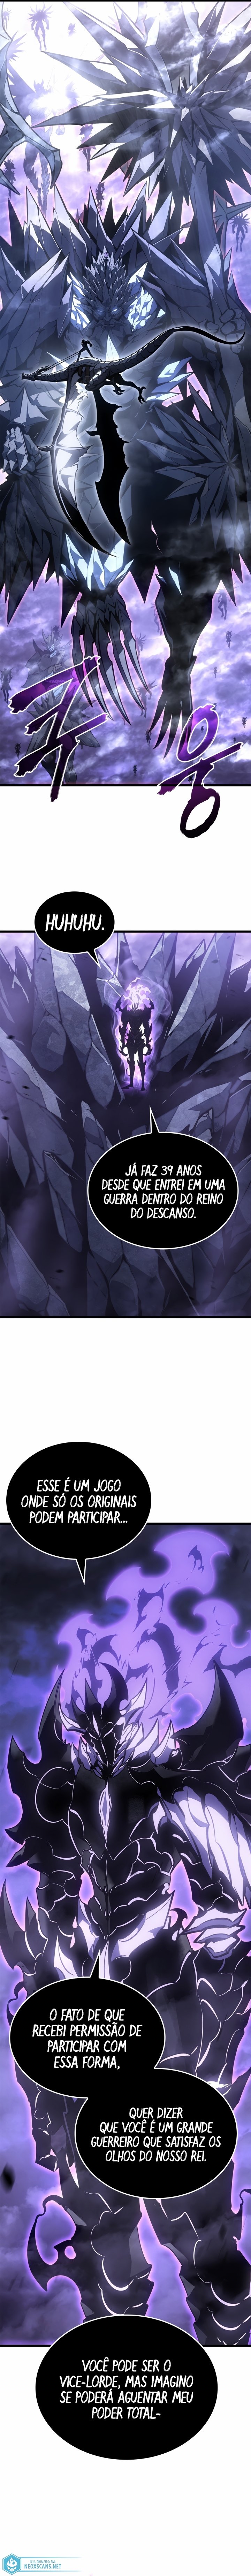 쿠웅
HUHUHU.
JÁ FAZ 39 ANOS
DESDE QUE ENTREI EM UMA
GUERRA DENTRO DO REINO
DO DESCANSO.
ESSE É UM JOGO
ONDE SÓ OS ORIGINAIS
PODEM PARTICIPAR...
O FATO DE QUE
RECEBI PERMISSÃO DE
PARTICIPAR COM
ESSA FORMA,
QUER DIZER
QUE VOCÊ É UM GRANDE
GUERREIRO QUE SATISFAZ OS
OLHOS DO NOSSO REI.
VOCÊ PODE SER O
VICE-LORDE, MAS IMAGINO
SE PODERÁ AGUENTAR MEU
PODER TOTAL-
NEOXSCANS.NET